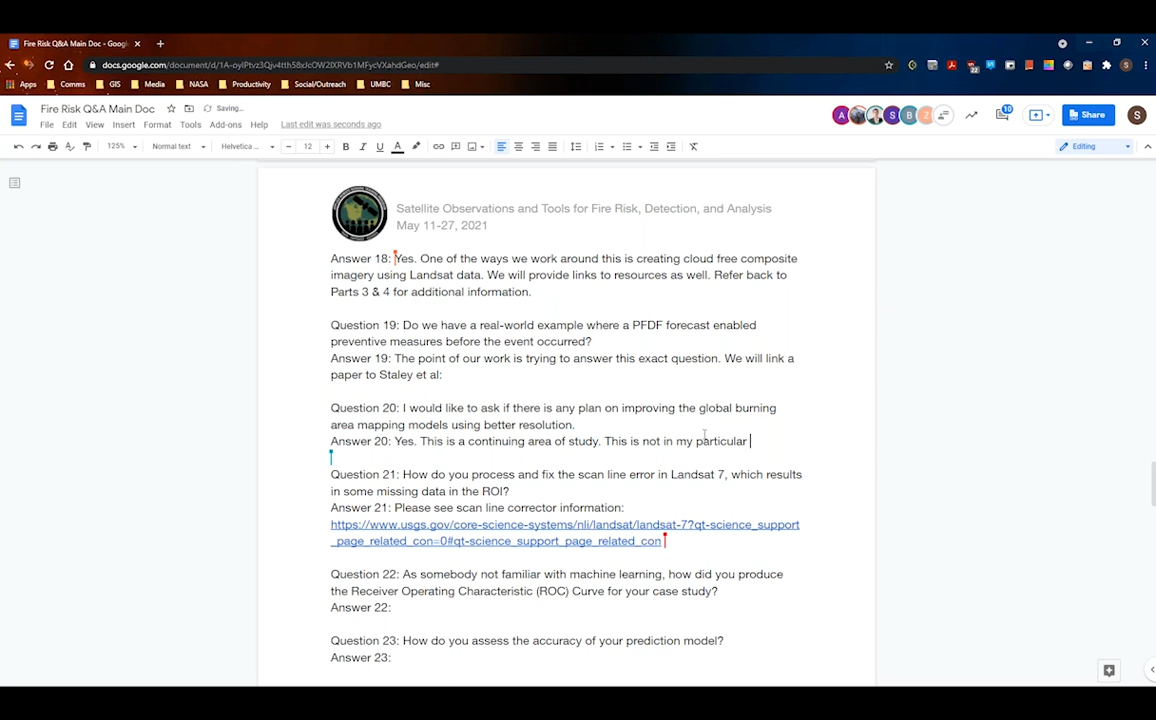 Fire Risk Q&A Main Doc - Googl
docs.google.com
Apps Comms GIS Media Productivity NASA Social/Outreach UMBC Misc
Fire Risk Q&A Main Doc Saving...
File Edit View Insert Format Tools Add-ons Help Last edit was seconds ago
10 Share S
125% Normal text Helvetica ... 12 B I U A Editing
Satellite Observations and Tools for Fire Risk, Detection, and Analysis
May 11-27, 2021
Answer 18: Yes. One of the ways we work around this is creating cloud free composite
imagery using Landsat data. We will provide links to resources as well. Refer back to
Parts 3 & 4 for additional information.
Question 19: Do we have a real-world example where a PFDF forecast enabled
preventive measures before the event occurred?
Answer 19: The point of our work is trying to answer this exact question. We will link a
paper to Staley et al:
Question 20: I would like to ask if there is any plan on improving the global burning
area mapping models using better resolution.
Answer 20: Yes. This is a continuing area of study. This is not in my particular
Question 21: How do you process and fix the scan line error in Landsat 7, which results
in some missing data in the ROI?
Answer 21: Please see scan line corrector information:
https://www.usgs.gov/core-science-systems/nli/landsat/landsat-7?qt-science_support
_page_related_con=0#qt-science_support_page_related_con
Question 22: As somebody not familiar with machine learning, how did you produce
the Receiver Operating Characteristic (ROC) Curve for your case study?
Answer 22:
Question 23: How do you assess the accuracy of your prediction model?
Answer 23: